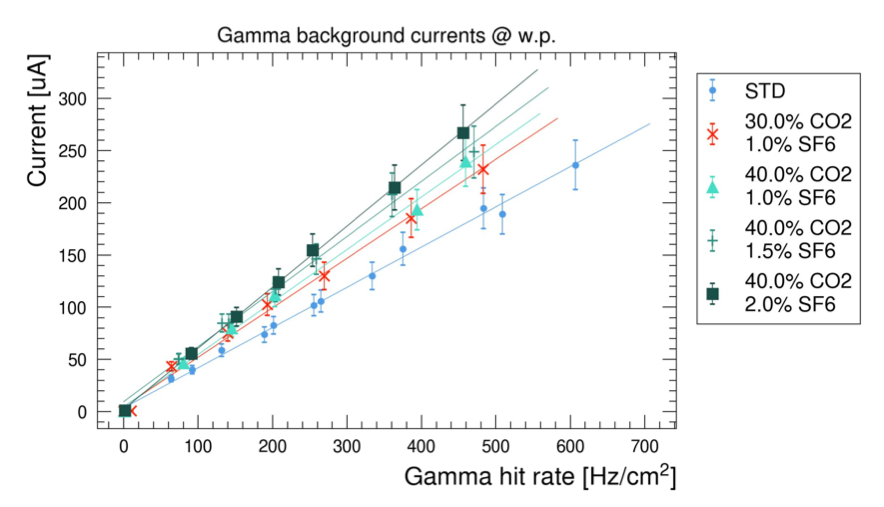 Gamma background currents @ w.p.
Current [uA]
300
250
200
150
100
50
0
0 100 200 300 400 500 600 700
Gamma hit rate [Hz/cm²]
STD
30.0% CO2
1.0% SF6
40.0% CO2
1.0% SF6
40.0% CO2
1.5% SF6
40.0% CO2
2.0% SF6